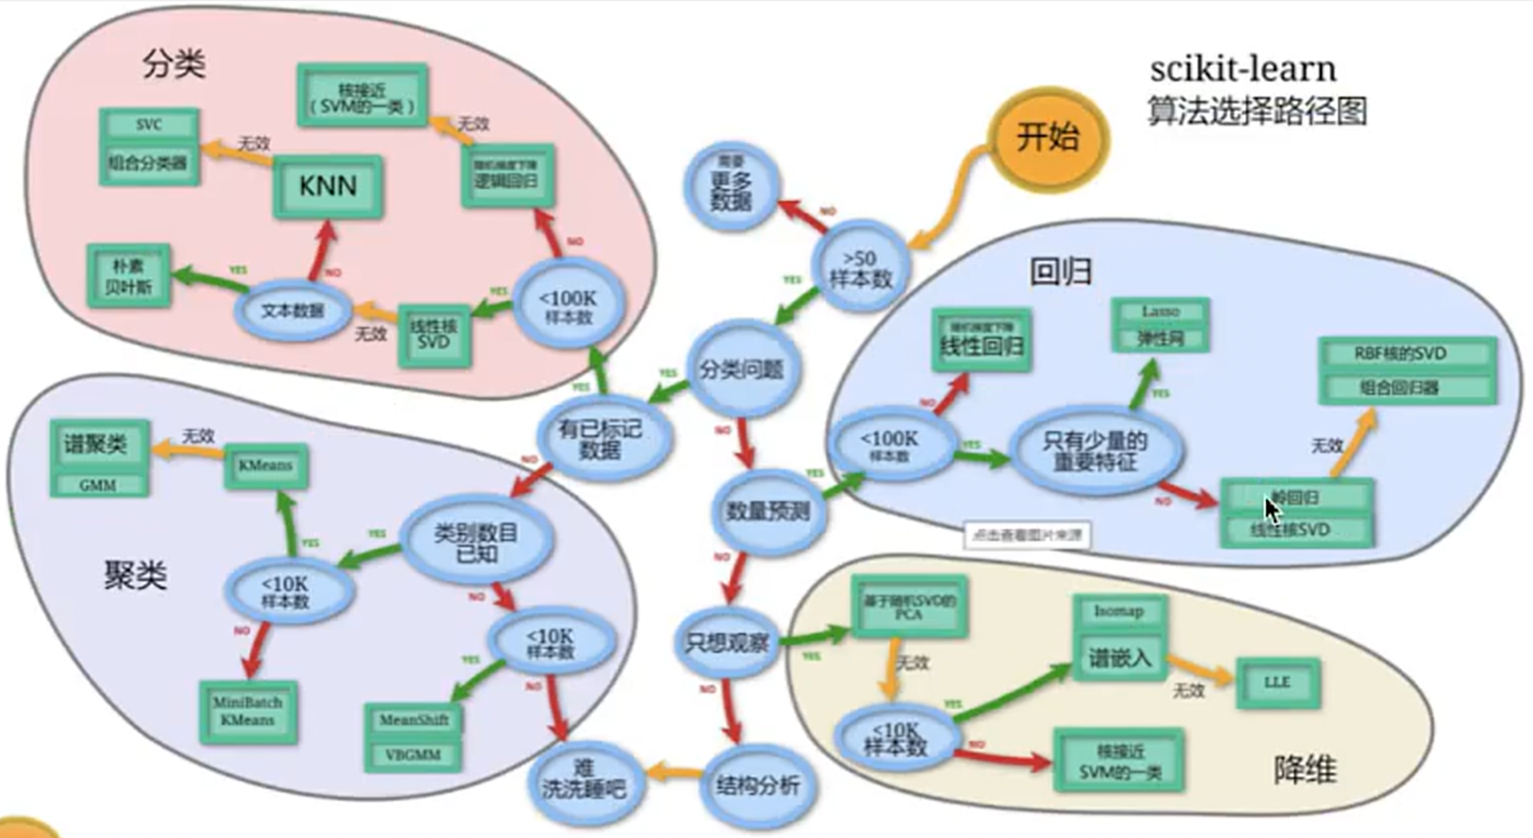 scikit-learn
算法选择路径图
开始
>50
样本数
NO
需要
更多
数据
YES
分类问题
YES
有已标记
数据
YES
NO
NO
数量预测
YES
NO
只想观察
YES
NO
结构分析
难
洗洗睡吧
分类
核接近
（SVM的一类）
无效
随机梯度下降
逻辑回归
NO
<100K
样本数
YES
线性核
SVD
无效
文本数据
NO
KNN
无效
SVC
组合分类器
YES
朴素
贝叶斯
回归
<100K
样本数
NO
随机梯度下降
线性回归
YES
只有少量的
重要特征
YES
Lasso
弹性网
NO
岭回归
线性核SVD
无效
RBF核的SVD
组合回归器
点击查看图片来源
聚类
类别数目
已知
YES
<10K
样本数
YES
KMeans
无效
谱聚类
GMM
NO
MiniBatch
KMeans
NO
<10K
样本数
YES
MeanShift
VBGMM
NO
降维
基于随机SVD的
PCA
无效
<10K
样本数
YES
Isomap
谱嵌入
无效
LLE
NO
核接近
SVM的一类